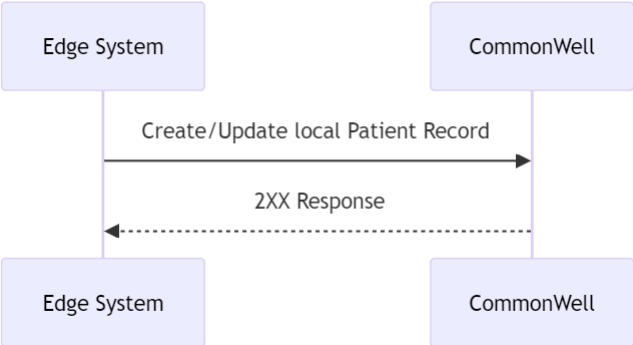 Edge System
CommonWell
Create/Update local Patient Record
2XX Response
Edge System
CommonWell